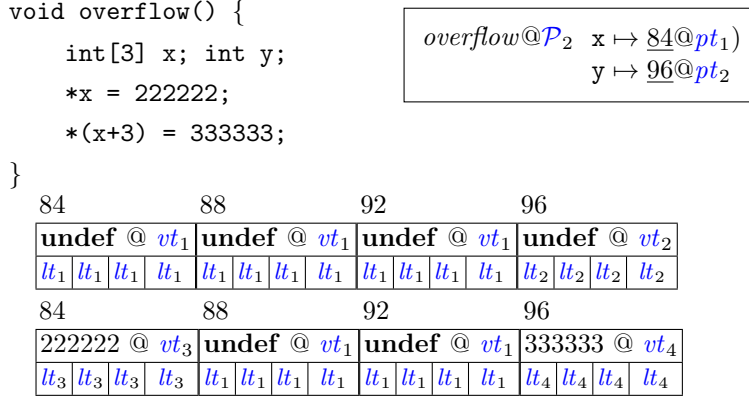 void overflow() {
int[3] x; int y;
*x = 222222;
*(x+3) = 333333;
}
overflow@𝒫₂ x ↦ 84@pt₁)
y ↦ 96@pt₂
84 88 92 96
undef @ vt₁ undef @ vt₁ undef @ vt₁ undef @ vt₂
lt₁ lt₁ lt₁ lt₁ lt₁ lt₁ lt₁ lt₁ lt₁ lt₁ lt₁ lt₁ lt₂ lt₂ lt₂ lt₂
84 88 92 96
222222 @ vt₃ undef @ vt₁ undef @ vt₁ 333333 @ vt₄
lt₃ lt₃ lt₃ lt₃ lt₁ lt₁ lt₁ lt₁ lt₁ lt₁ lt₁ lt₁ lt₄ lt₄ lt₄ lt₄